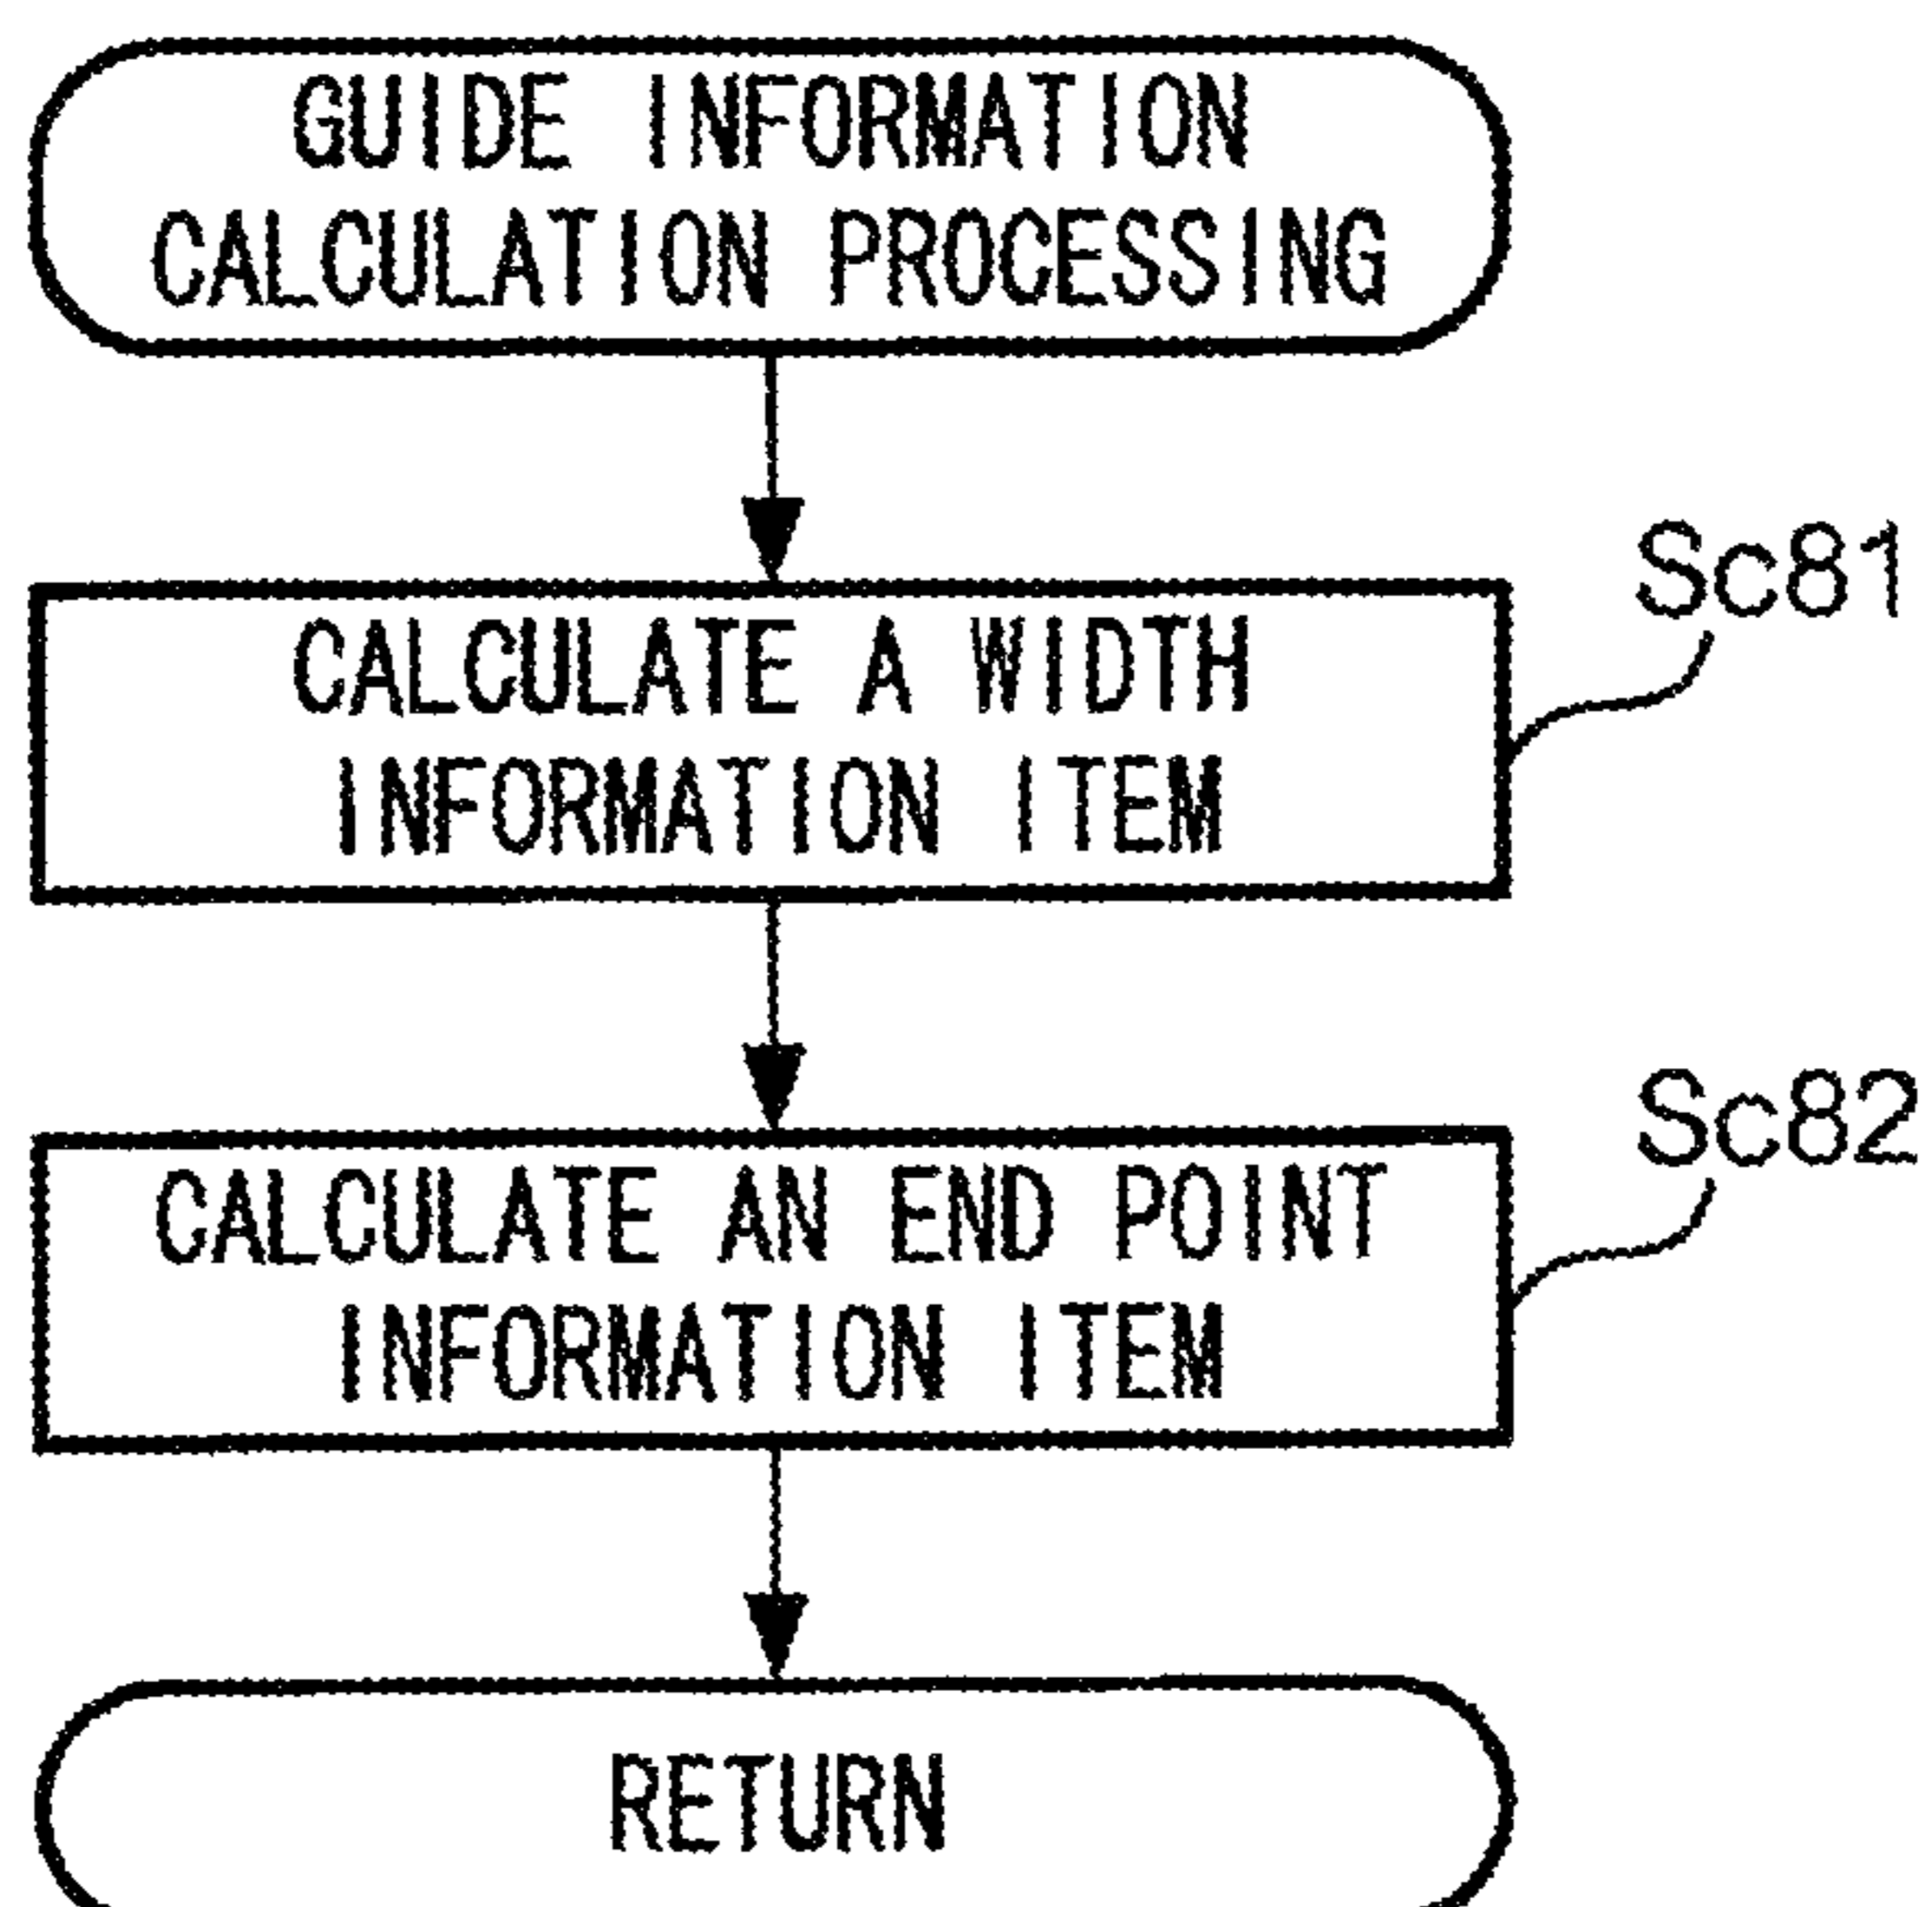 GUIDE INFORMATION
CALCULATION PROCESSING
Sc81
CALCULATE A WIDTH
INFORMATION ITEM
Sc82
CALCULATE AN END POINT
INFORMATION ITEM
RETURN